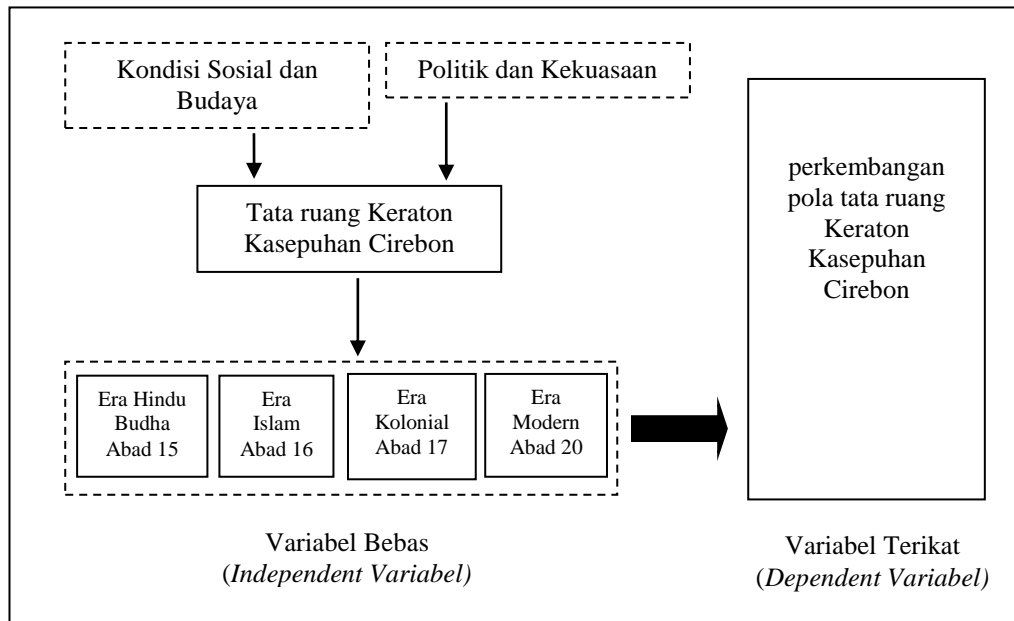 Kondisi Sosial dan
Budaya
Politik dan Kekuasaan
Tata ruang Keraton
Kasepuhan Cirebon
Era Hindu
Budha
Abad 15
Era
Islam
Abad 16
Era
Kolonial
Abad 17
Era
Modern
Abad 20
Variabel Bebas
(Independent Variabel)
perkembangan
pola tata ruang
Keraton
Kasepuhan
Cirebon
Variabel Terikat
(Dependent Variabel)